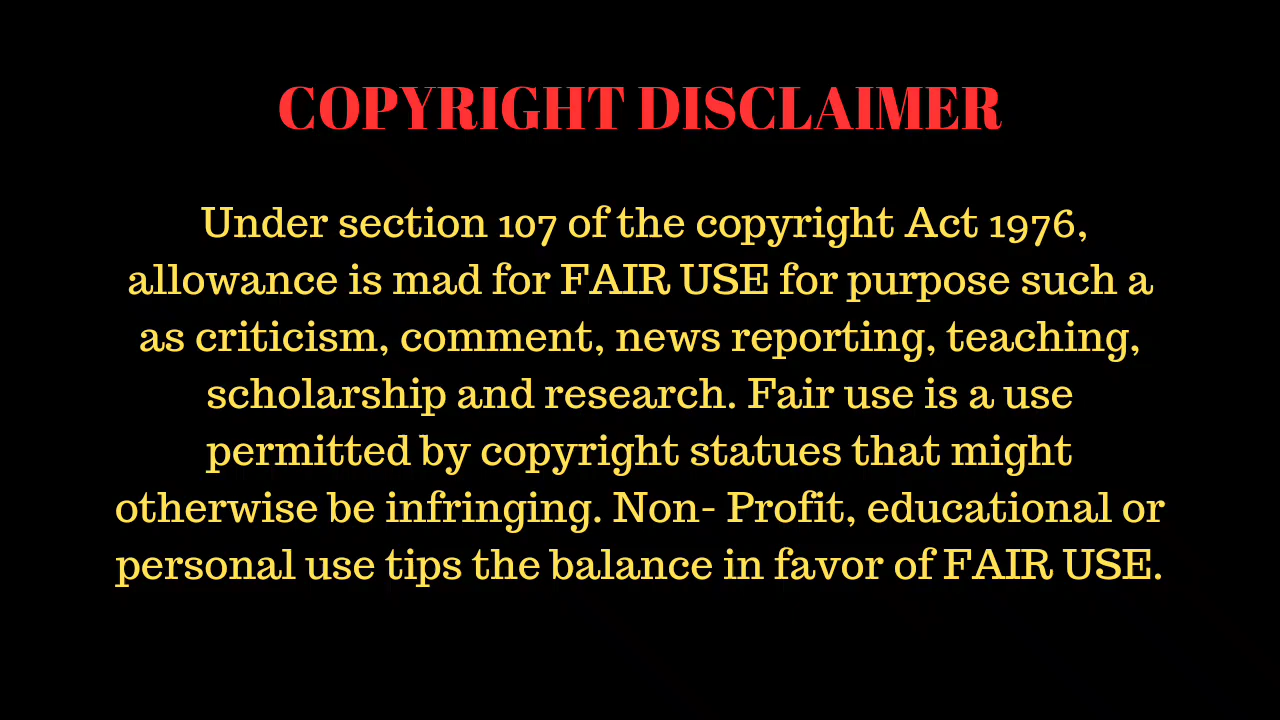 COPYRIGHT DISCLAIMER
Under section 107 of the copyright Act 1976,
allowance is mad for FAIR USE for purpose such a
as criticism, comment, news reporting, teaching,
scholarship and research. Fair use is a use
permitted by copyright statues that might
otherwise be infringing. Non- Profit, educational or
personal use tips the balance in favor of FAIR USE.